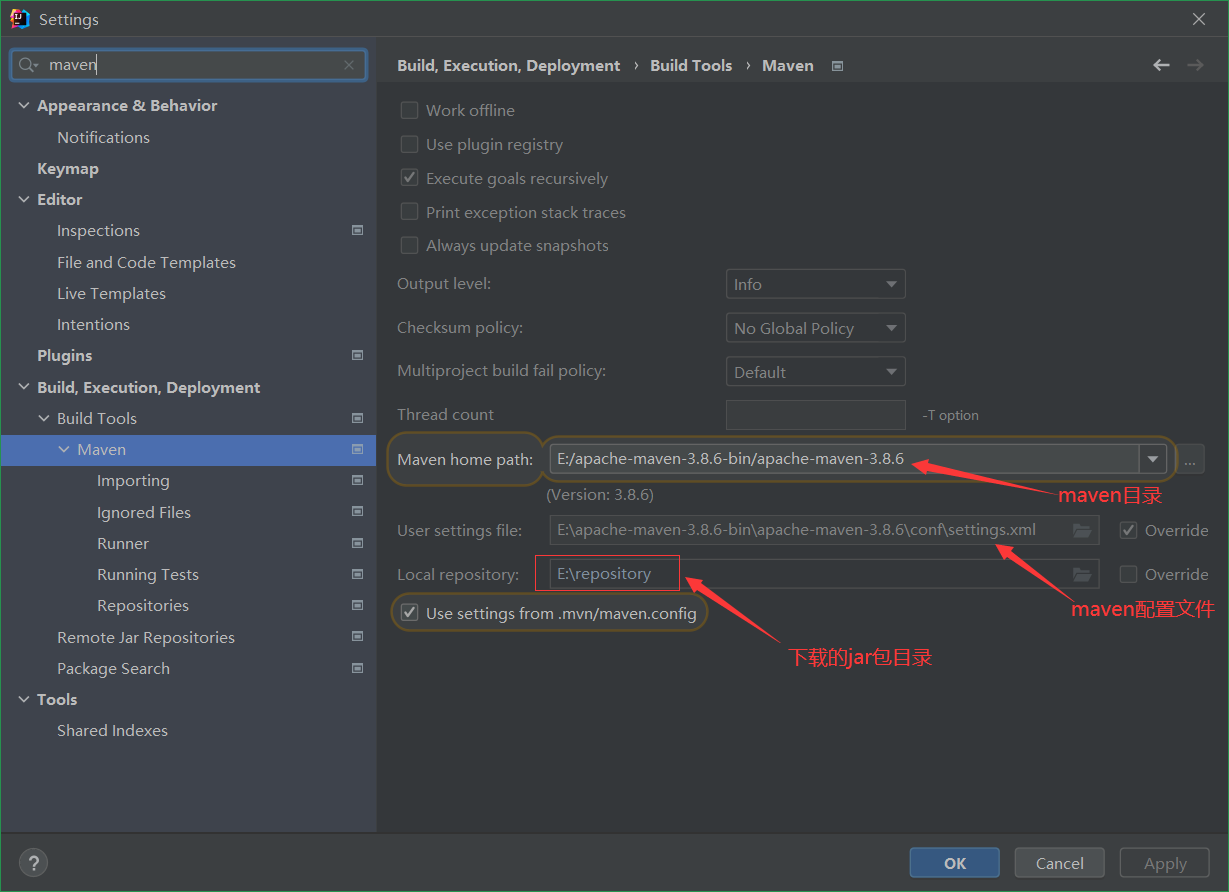 Settings
maven
Appearance & Behavior
Notifications
Keymap
Editor
Inspections
File and Code Templates
Live Templates
Intentions
Plugins
Build, Execution, Deployment
Build Tools
Maven
Importing
Ignored Files
Runner
Running Tests
Repositories
Remote Jar Repositories
Package Search
Tools
Shared Indexes
Build, Execution, Deployment › Build Tools › Maven
Work offline
Use plugin registry
Execute goals recursively
Print exception stack traces
Always update snapshots
Output level: Info
Checksum policy: No Global Policy
Multiproject build fail policy: Default
Thread count -T option
Maven home path: E:/apache-maven-3.8.6-bin/apache-maven-3.8.6 ...
maven目录
(Version: 3.8.6)
User settings file: E:\apache-maven-3.8.6-bin\apache-maven-3.8.6\conf\settings.xml Override
Local repository: E:\repository Override
maven配置文件
Use settings from .mvn/maven.config
下载的jar包目录
? OK Cancel Apply